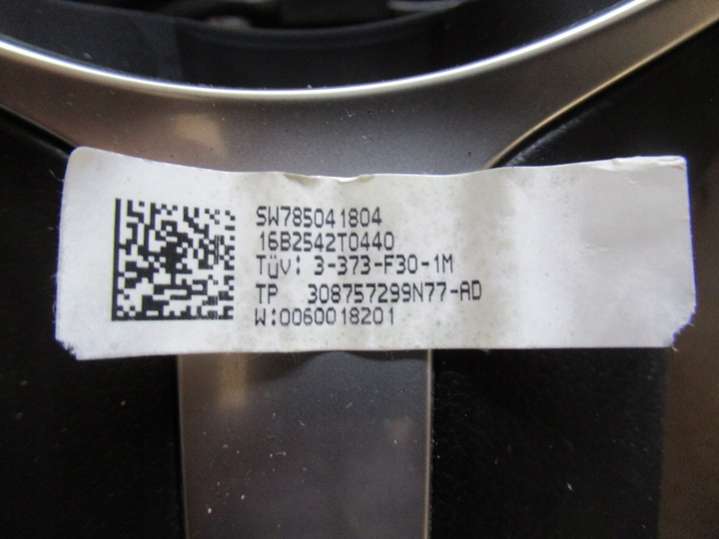 SW785041804
16B2542T0440
Tüv: 3-373-F30-1M
TP 308757299N77-AD
W:0060018201